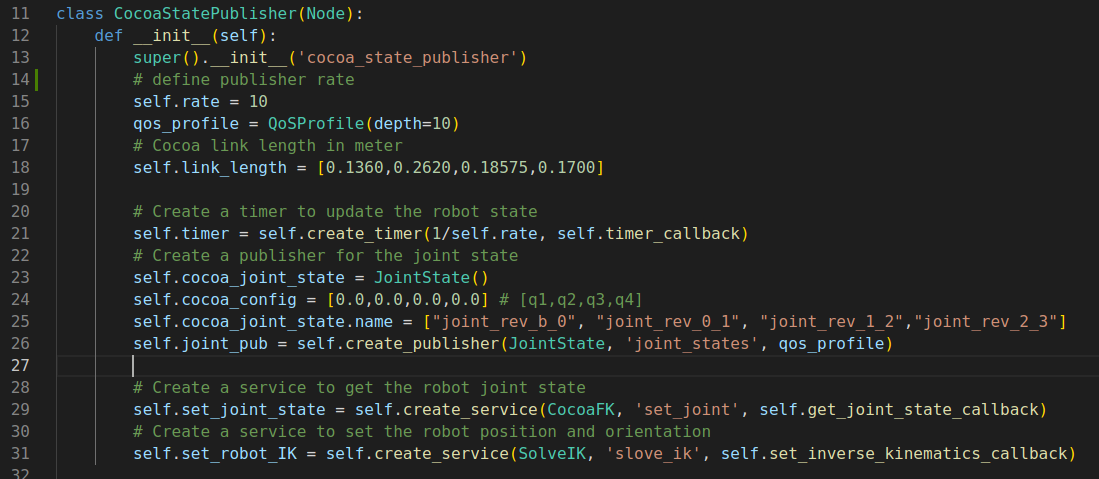 11 class CocoaStatePublisher(Node):
12 def __init__(self):
13 super().__init__('cocoa_state_publisher')
14 # define publisher rate
15 self.rate = 10
16 qos_profile = QoSProfile(depth=10)
17 # Cocoa link length in meter
18 self.link_length = [0.1360,0.2620,0.18575,0.1700]
19
20 # Create a timer to update the robot state
21 self.timer = self.create_timer(1/self.rate, self.timer_callback)
22 # Create a publisher for the joint state
23 self.cocoa_joint_state = JointState()
24 self.cocoa_config = [0.0,0.0,0.0,0.0] # [q1,q2,q3,q4]
25 self.cocoa_joint_state.name = ["joint_rev_b_0", "joint_rev_0_1", "joint_rev_1_2","joint_rev_2_3"]
26 self.joint_pub = self.create_publisher(JointState, 'joint_states', qos_profile)
27
28 # Create a service to get the robot joint state
29 self.set_joint_state = self.create_service(CocoaFK, 'set_joint', self.get_joint_state_callback)
30 # Create a service to set the robot position and orientation
31 self.set_robot_IK = self.create_service(SolveIK, 'slove_ik', self.set_inverse_kinematics_callback)
32